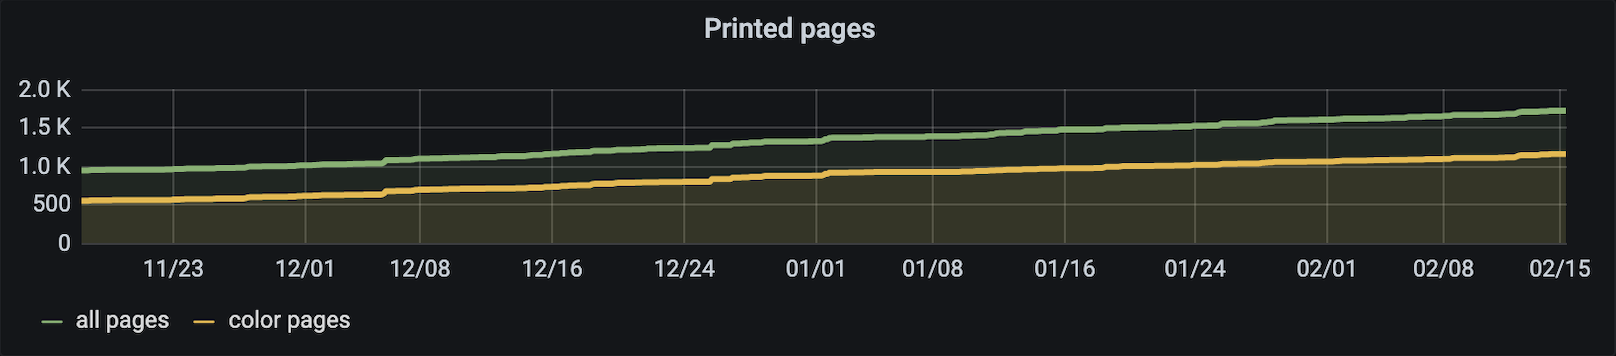 Printed pages
2.0 K
1.5 K
1.0 K
500
0
11/23 12/01 12/08 12/16 12/24 01/01 01/08 01/16 01/24 02/01 02/08 02/15
all pages color pages